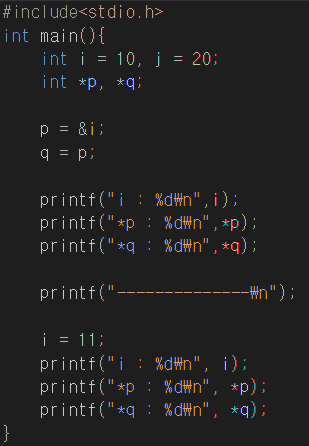 #include<stdio.h>
int main(){
    int i = 10, j = 20;
    int *p, *q;

    p = &i;
    q = p;

    printf("i : %d₩n",i);
    printf("*p : %d₩n",*p);
    printf("*q : %d₩n",*q);

    printf("--------------₩n");

    i = 11;
    printf("i : %d₩n", i);
    printf("*p : %d₩n", *p);
    printf("*q : %d₩n", *q);
}